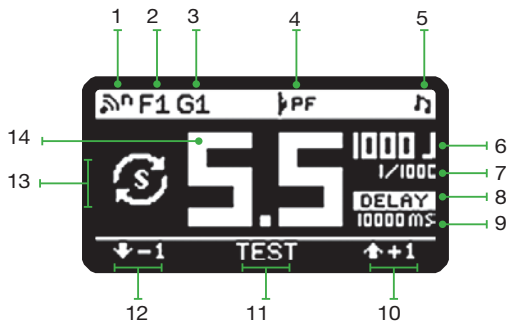 1 2 3 4 5
n F1 G1 PF
14 5.5 1000 J 6
1/100C 7
13 S DELAY 8
10000 MS 9
-1 TEST +1
12 11 10